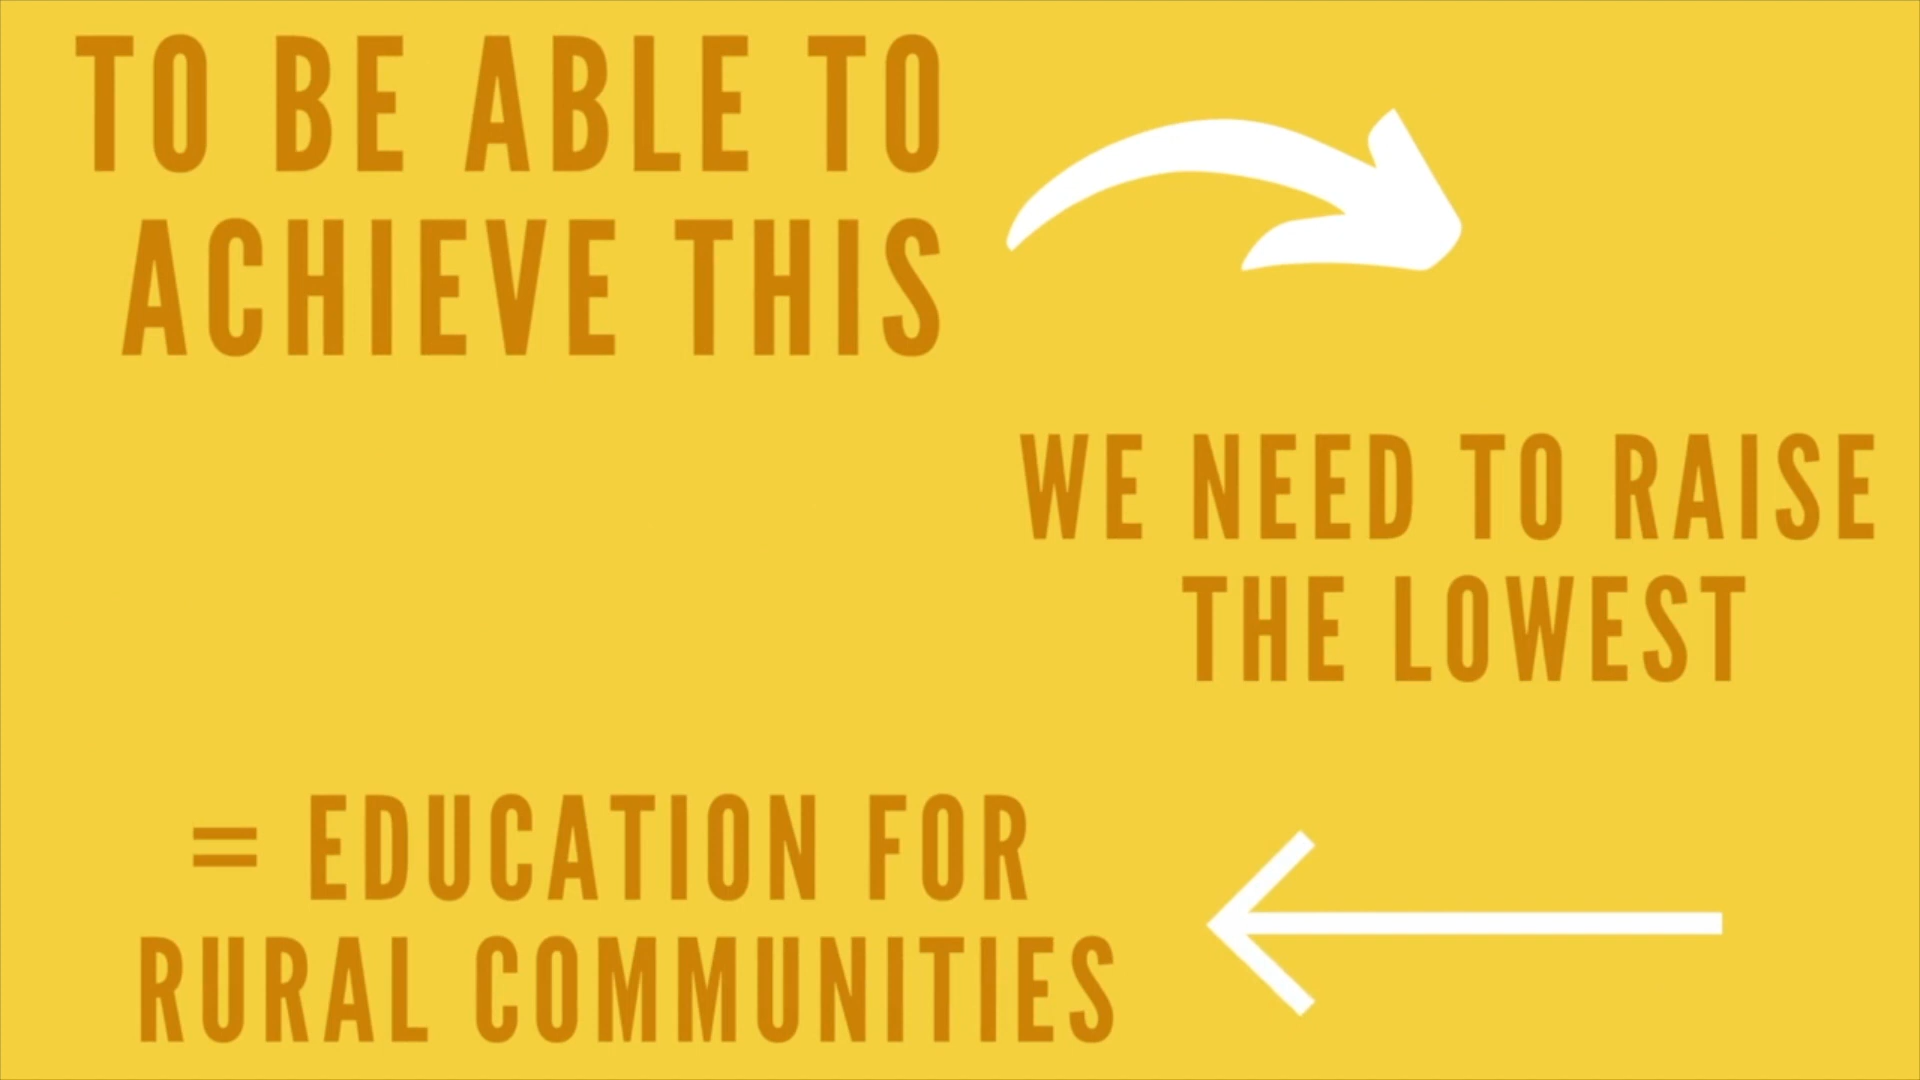 TO BE ABLE TO
ACHIEVE THIS
WE NEED TO RAISE
THE LOWEST
= EDUCATION FOR
RURAL COMMUNITIES